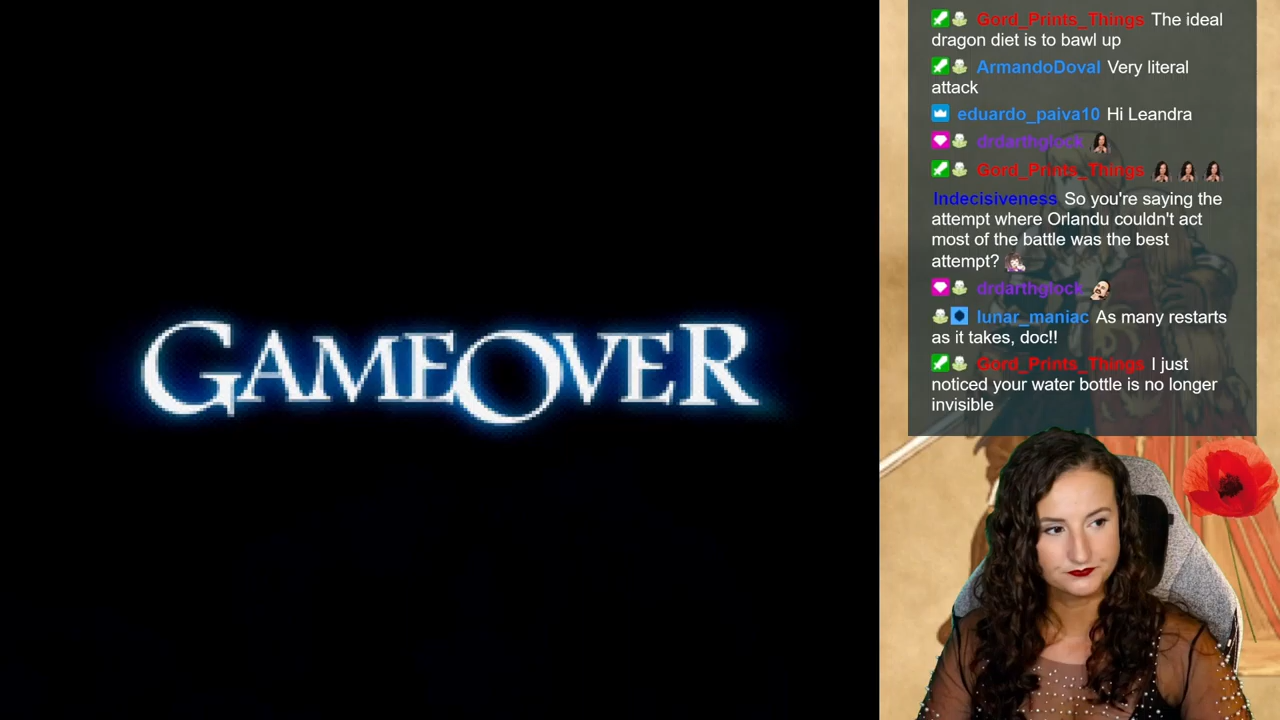 Gord_Prints_Things The ideal
dragon diet is to bawl up
ArmandoDoval Very literal
attack
eduardo_paiva10 Hi Leandra
drdarthglock
Gord_Prints_Things
Indecisiveness So you're saying the
attempt where Orlandu couldn't act
most of the battle was the best
attempt?
drdarthglock
lunar_maniac As many restarts
as it takes, doc!!
Gord_Prints_Things I just
noticed your water bottle is no longer
invisible
GAMEOVER